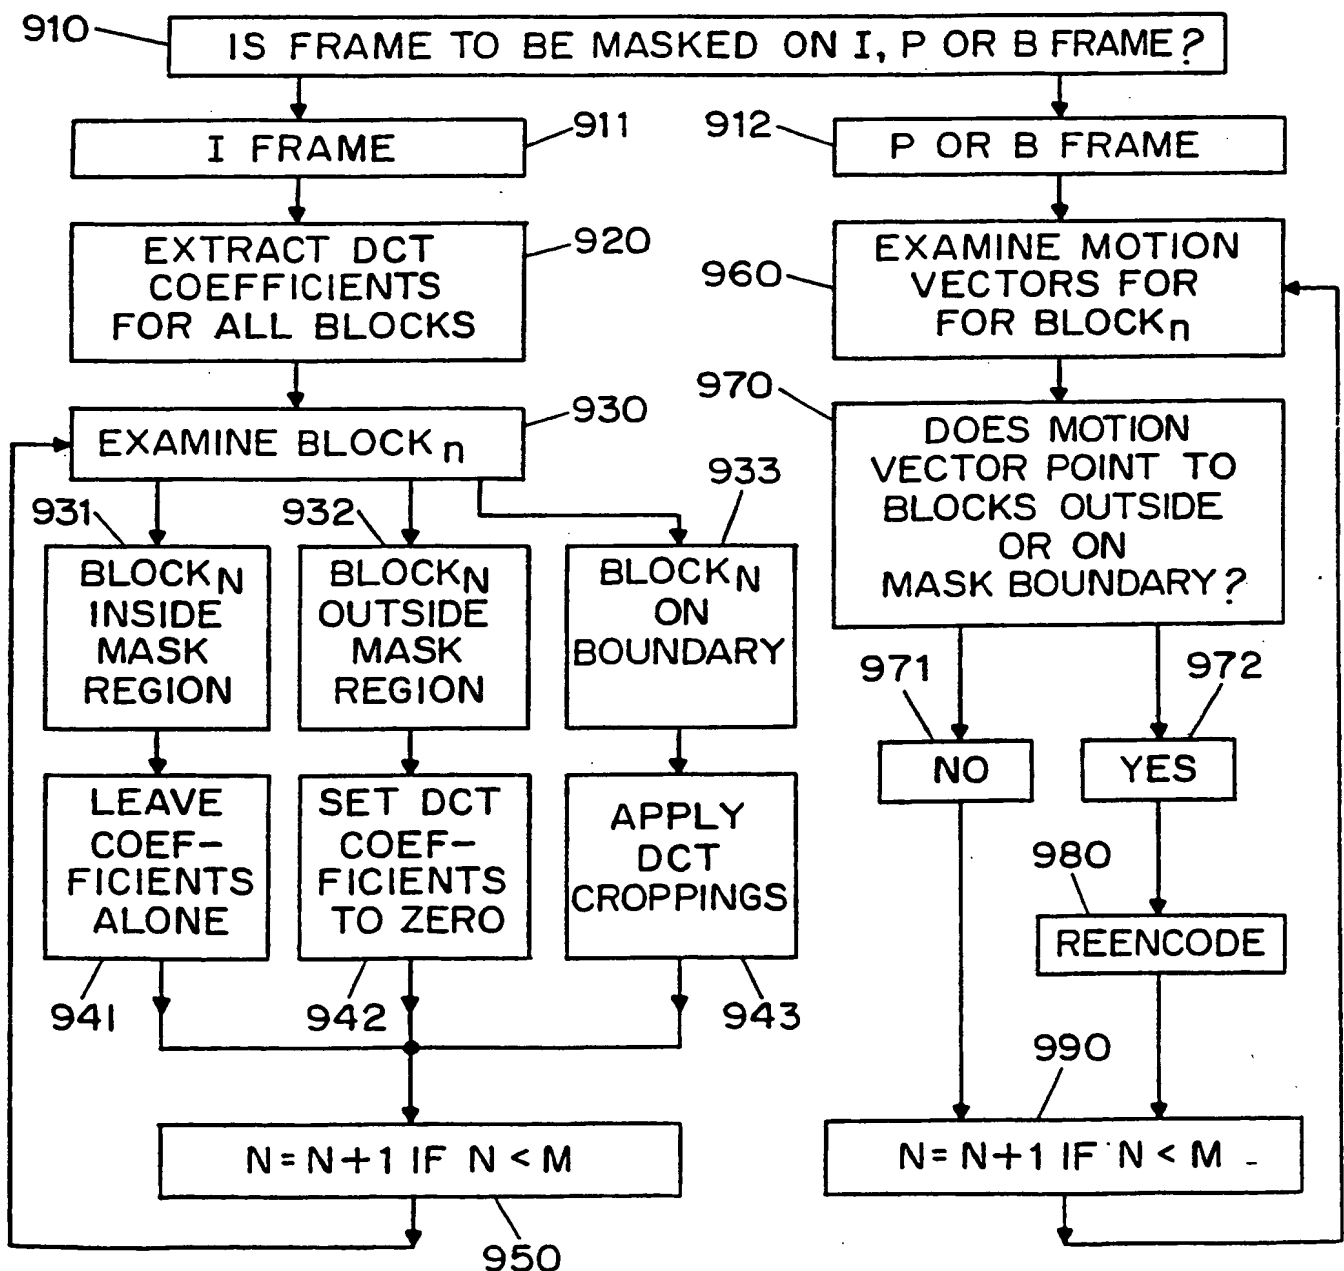 910
IS FRAME TO BE MASKED ON I, P OR B FRAME?
911
I FRAME
912
P OR B FRAME
920
EXTRACT DCT
COEFFICIENTS
FOR ALL BLOCKS
960
EXAMINE MOTION
VECTORS FOR
FOR BLOCKn
930
EXAMINE BLOCKn
970
DOES MOTION
VECTOR POINT TO
BLOCKS OUTSIDE
OR ON
MASK BOUNDARY?
931
BLOCKN
INSIDE
MASK
REGION
932
BLOCKN
OUTSIDE
MASK
REGION
933
BLOCKN
ON
BOUNDARY
971
NO
972
YES
LEAVE
COEF-
FICIENTS
ALONE
941
SET DCT
COEF-
FICIENTS
TO ZERO
942
APPLY
DCT
CROPPINGS
943
980
REENCODE
990
N=N+1 IF N<M
950
N=N+1 IF N<M